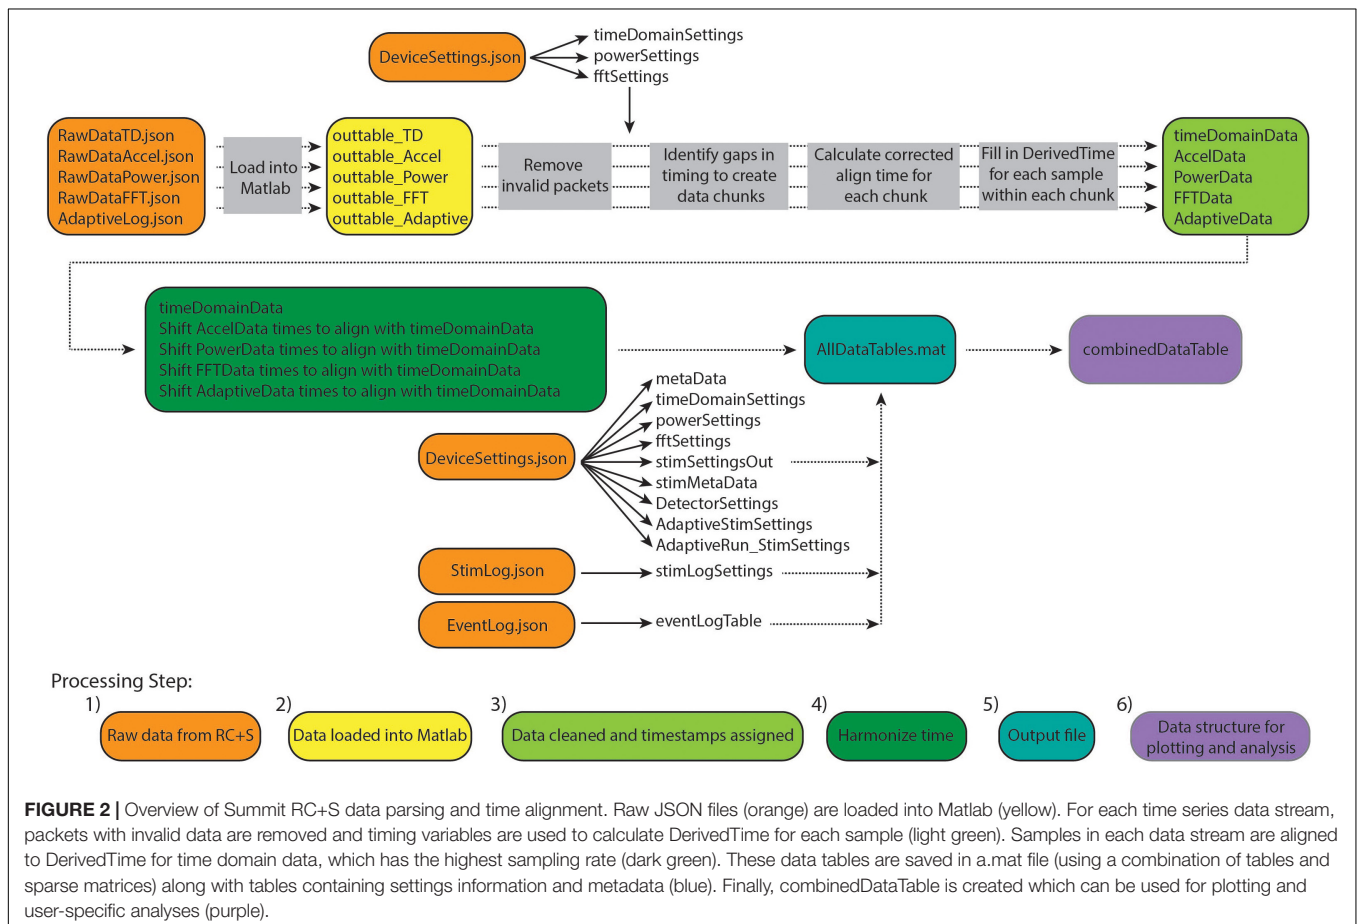 DeviceSettings.json
timeDomainSettings
powerSettings
fftSettings
RawDataTD.json
RawDataAccel.json
RawDataPower.json
RawDataFFT.json
AdaptiveLog.json
Load into
Matlab
outtable_TD
outtable_Accel
outtable_Power
outtable_FFT
outtable_Adaptive
Remove
invalid packets
Identify gaps in
timing to create
data chunks
Calculate corrected
align time for
each chunk
Fill in DerivedTime
for each sample
within each chunk
timeDomainData
AccelData
PowerData
FFTData
AdaptiveData
timeDomainData
Shift AccelData times to align with timeDomainData
Shift PowerData times to align with timeDomainData
Shift FFTData times to align with timeDomainData
Shift AdaptiveData times to align with timeDomainData
AllDataTables.mat
combinedDataTable
DeviceSettings.json
metaData
timeDomainSettings
powerSettings
fftSettings
stimSettingsOut
stimMetaData
DetectorSettings
AdaptiveStimSettings
AdaptiveRun_StimSettings
StimLog.json
stimLogSettings
EventLog.json
eventLogTable
Processing Step:
1)
Raw data from RC+S
2)
Data loaded into Matlab
3)
Data cleaned and timestamps assigned
4)
Harmonize time
5)
Output file
6)
Data structure for
plotting and analysis
FIGURE 2 | Overview of Summit RC+S data parsing and time alignment. Raw JSON files (orange) are loaded into Matlab (yellow). For each time series data stream,
packets with invalid data are removed and timing variables are used to calculate DerivedTime for each sample (light green). Samples in each data stream are aligned
to DerivedTime for time domain data, which has the highest sampling rate (dark green). These data tables are saved in a.mat file (using a combination of tables and
sparse matrices) along with tables containing settings information and metadata (blue). Finally, combinedDataTable is created which can be used for plotting and
user-specific analyses (purple).